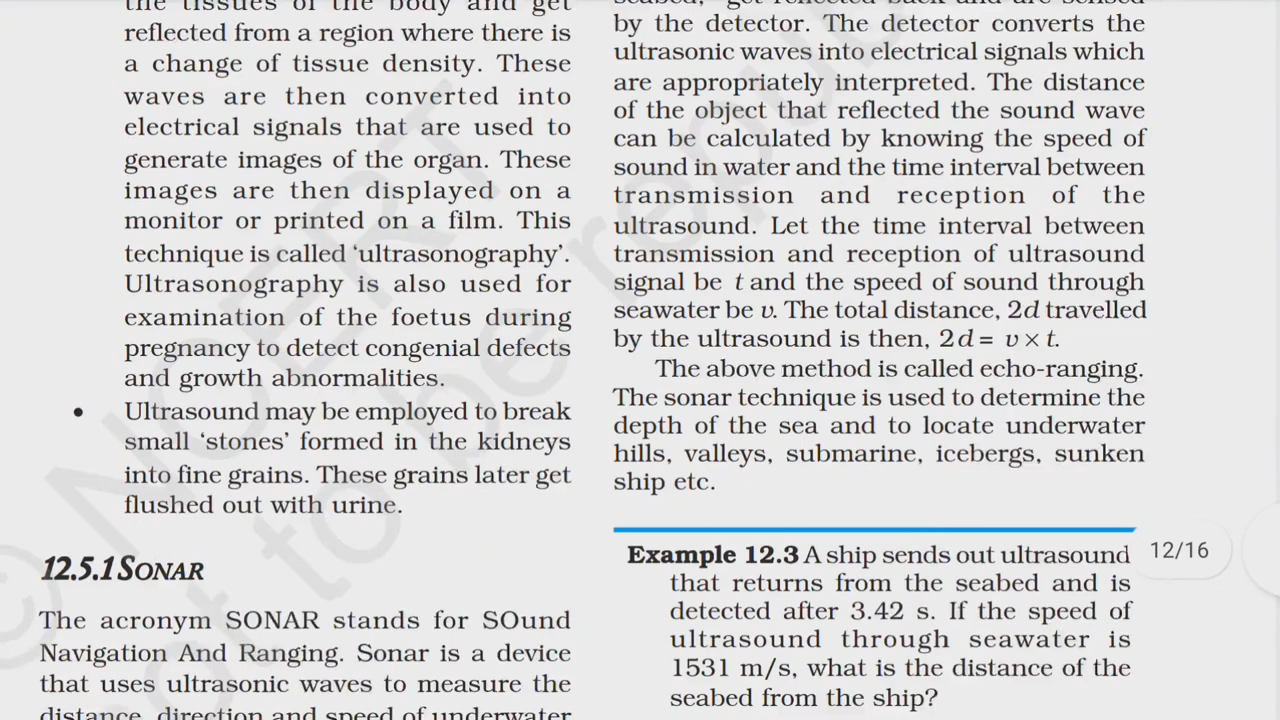 the tissues of the body and get
reflected from a region where there is
a change of tissue density. These
waves are then converted into
electrical signals that are used to
generate images of the organ. These
images are then displayed on a
monitor or printed on a film. This
technique is called ‘ultrasonography’.
Ultrasonography is also used for
examination of the foetus during
pregnancy to detect congenial defects
and growth abnormalities.
• Ultrasound may be employed to break
small ‘stones’ formed in the kidneys
into fine grains. These grains later get
flushed out with urine.
12.5.1 SONAR
The acronym SONAR stands for SOund
Navigation And Ranging. Sonar is a device
that uses ultrasonic waves to measure the
distance, direction and speed of underwater
seabed, get reflected back and are sensed
by the detector. The detector converts the
ultrasonic waves into electrical signals which
are appropriately interpreted. The distance
of the object that reflected the sound wave
can be calculated by knowing the speed of
sound in water and the time interval between
transmission and reception of the
ultrasound. Let the time interval between
transmission and reception of ultrasound
signal be t and the speed of sound through
seawater be v. The total distance, 2d travelled
by the ultrasound is then, 2d = v × t.
The above method is called echo-ranging.
The sonar technique is used to determine the
depth of the sea and to locate underwater
hills, valleys, submarine, icebergs, sunken
ship etc.
Example 12.3 A ship sends out ultrasound
that returns from the seabed and is
detected after 3.42 s. If the speed of
ultrasound through seawater is
1531 m/s, what is the distance of the
seabed from the ship?
12/16
© NCERT
not to be repub